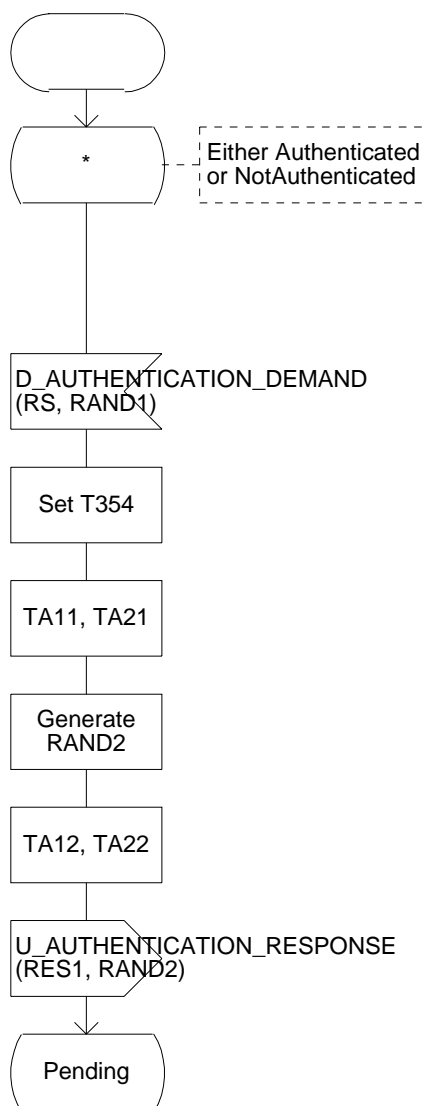 *
Either Authenticated
or NotAuthenticated
D_AUTHENTICATION_DEMAND
(RS, RAND1)
Set T354
TA11, TA21
Generate
RAND2
TA12, TA22
U_AUTHENTICATION_RESPONSE
(RES1, RAND2)
Pending